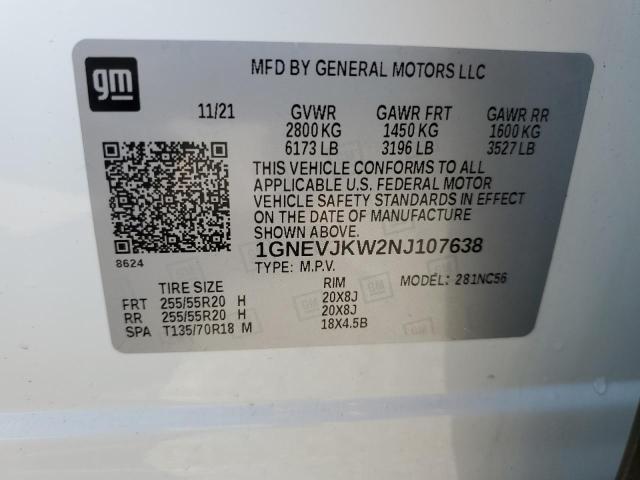 gm
MFD BY GENERAL MOTORS LLC
11/21 GVWR GAWR FRT GAWR RR
2800 KG 1450 KG 1600 KG
6173 LB 3196 LB 3527 LB
THIS VEHICLE CONFORMS TO ALL
APPLICABLE U.S. FEDERAL MOTOR
VEHICLE SAFETY STANDARDS IN EFFECT
ON THE DATE OF MANUFACTURE
SHOWN ABOVE.
1GNEVJKW2NJ107638
8624
TYPE: M.P.V. MODEL: 281NC56
TIRE SIZE RIM
FRT 255/55R20 H 20X8J
RR 255/55R20 H 20X8J
SPA T135/70R18 M 18X4.5B